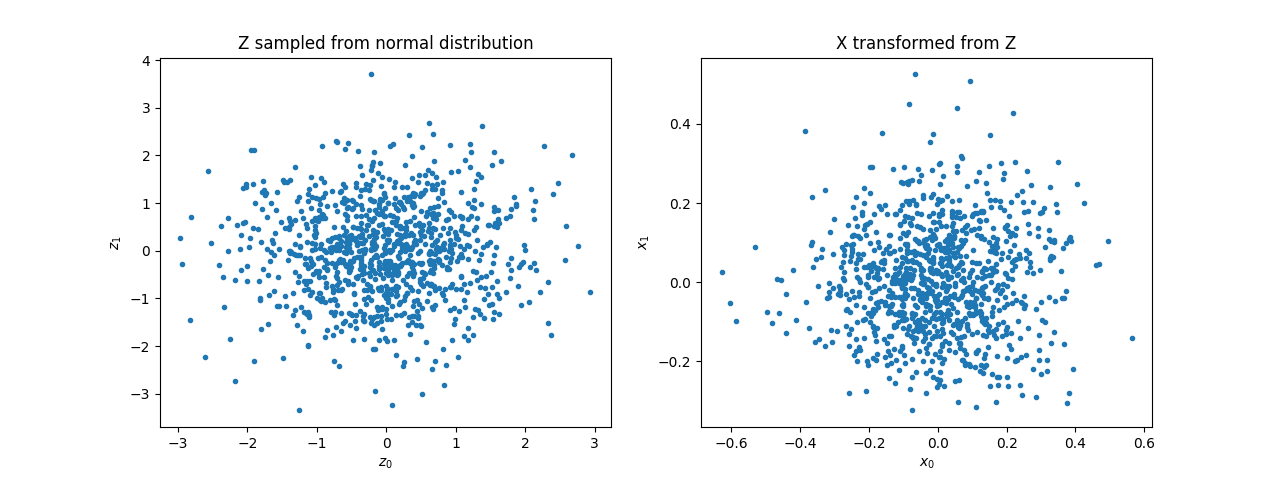 Z sampled from normal distribution
4
3
2
1
0
−1
−2
−3
z₁
−3 −2 −1 0 1 2 3
z₀
X transformed from Z
0.4
0.2
0.0
−0.2
x₁
−0.6 −0.4 −0.2 0.0 0.2 0.4 0.6
x₀